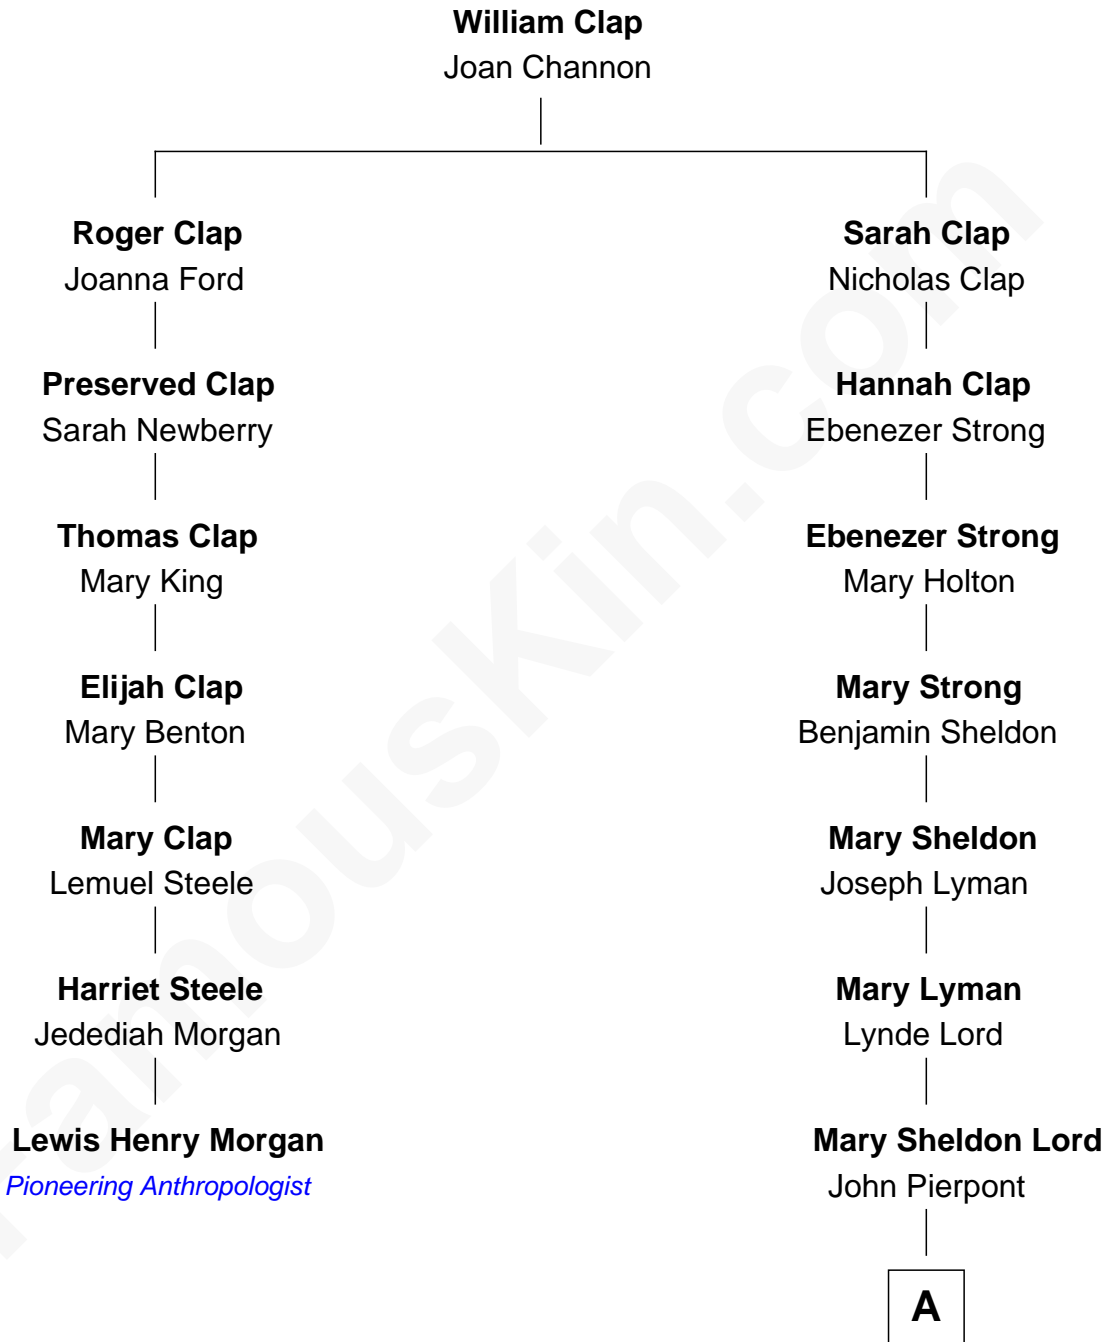 William Clap
Joan Channon
Roger Clap
Joanna Ford
Preserved Clap
Sarah Newberry
Thomas Clap
Mary King
Elijah Clap
Mary Benton
Mary Clap
Lemuel Steele
Harriet Steele
Jedediah Morgan
Lewis Henry Morgan
Pioneering Anthropologist
Sarah Clap
Nicholas Clap
Hannah Clap
Ebenezer Strong
Ebenezer Strong
Mary Holton
Mary Strong
Benjamin Sheldon
Mary Sheldon
Joseph Lyman
Mary Lyman
Lynde Lord
Mary Sheldon Lord
John Pierpont
A
FamousKin.com